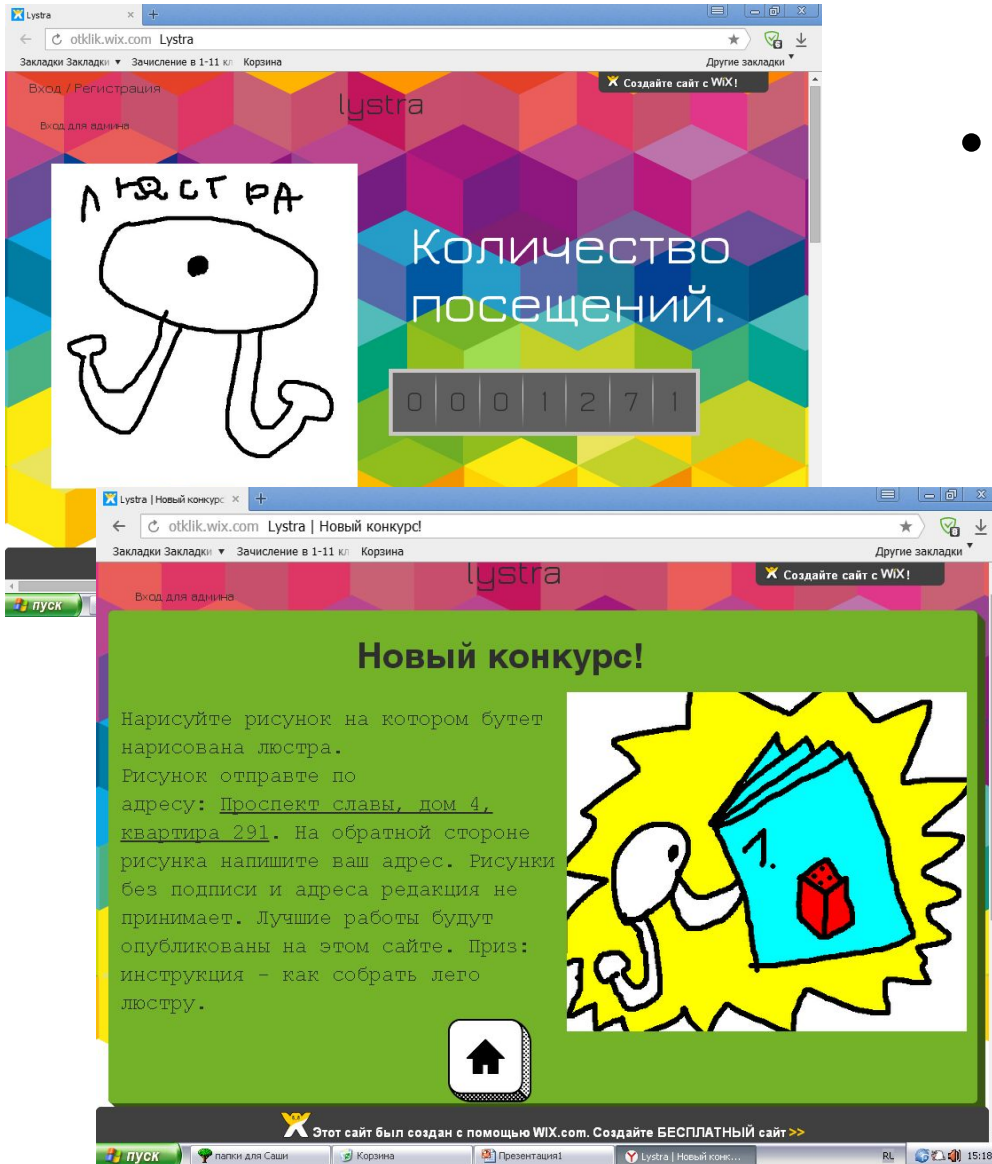 Lystra
otklik.wix.com Lystra
Закладки Закладки Зачисление в 1-11 кл Корзина
Другие закладки
Вход / Регистрация
lystra
Создайте сайт с WiX!
Вход для админа
люстра
Количество
посещений.
0 0 0 1 2 7 1
пуск
Lystra | Новый конкурс
otklik.wix.com Lystra | Новый конкурс!
Закладки Закладки Зачисление в 1-11 кл Корзина
Другие закладки
lystra
Создайте сайт с WiX!
Вход для админа
Новый конкурс!
Нарисуйте рисунок на котором бутет
нарисована люстра.
Рисунок отправте по
адресу: Проспект славы, дом 4,
квартира 291. На обратной стороне
рисунка напишите ваш адрес. Рисунки
без подписи и адреса редакция не
принимает. Лучшие работы будут
опубликованы на этом сайте. Приз:
инструкция - как собрать лего
люстру.
1.
Этот сайт был создан с помощью WIX.com. Создайте БЕСПЛАТНЫЙ сайт >>
пуск
папки для Саши
Корзина
Презентация1
Lystra | Новый конк...
RL
15:18